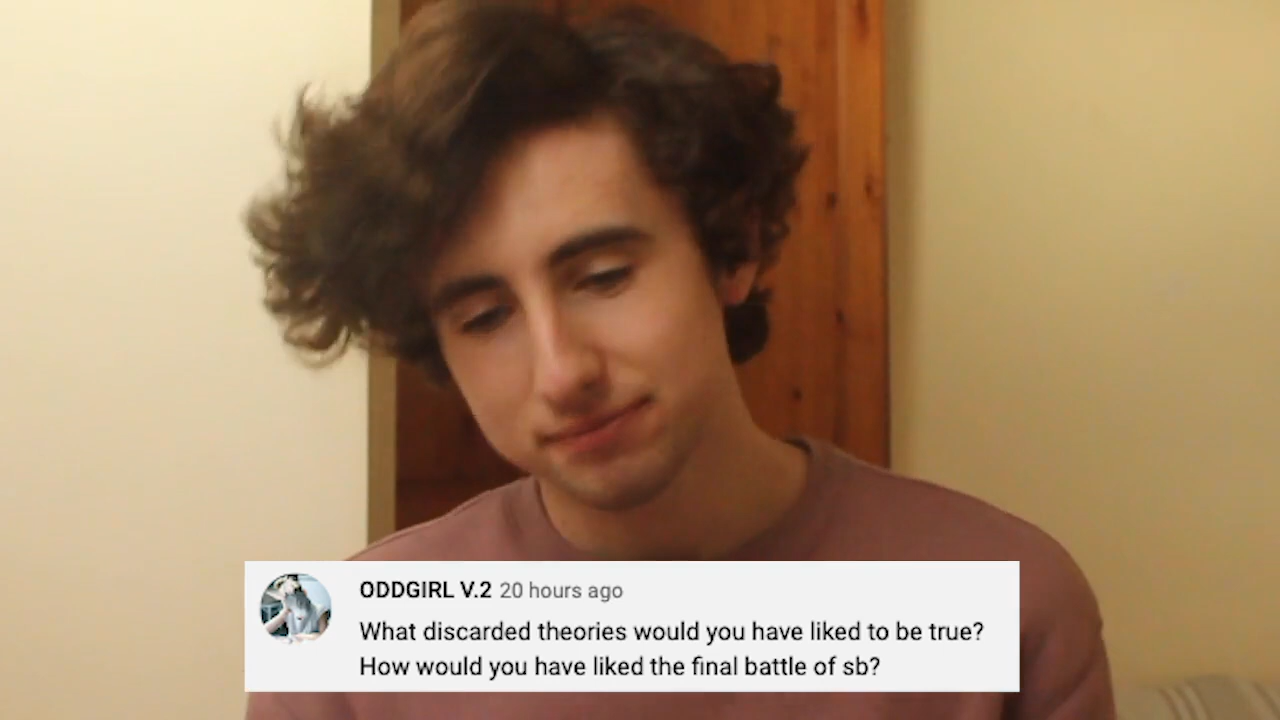 ODDGIRL V.2 20 hours ago
What discarded theories would you have liked to be true?
How would you have liked the final battle of sb?